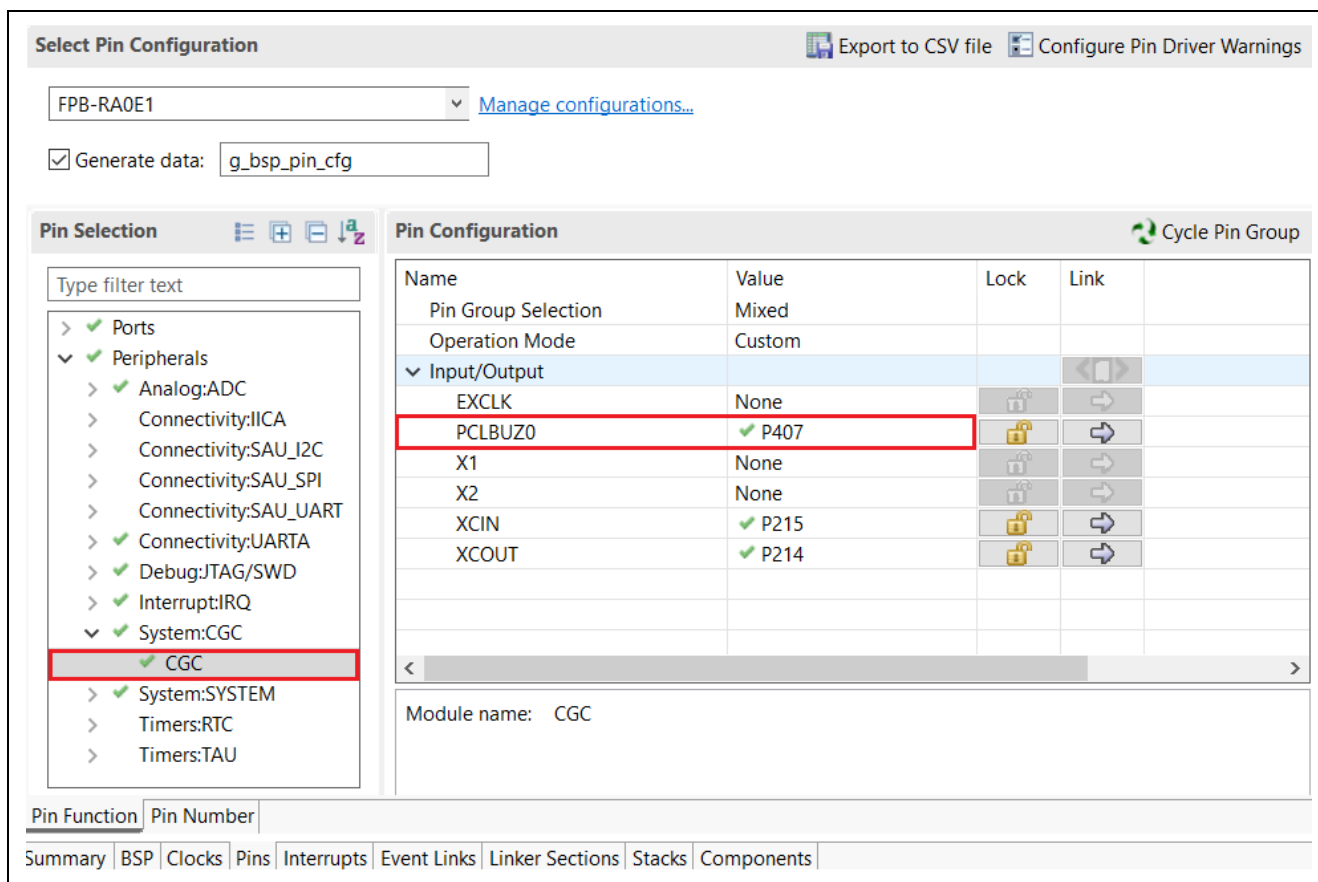 Select Pin Configuration Export to CSV file Configure Pin Driver Warnings
FPB-RA0E1 Manage configurations...
Generate data: g_bsp_pin_cfg
Pin Selection
Type filter text
Ports
Peripherals
Analog:ADC
Connectivity:IICA
Connectivity:SAU_I2C
Connectivity:SAU_SPI
Connectivity:SAU_UART
Connectivity:UARTA
Debug:JTAG/SWD
Interrupt:IRQ
System:CGC
CGC
System:SYSTEM
Timers:RTC
Timers:TAU
Pin Configuration Cycle Pin Group
Name Value Lock Link
Pin Group Selection Mixed
Operation Mode Custom
Input/Output
EXCLK None
PCLBUZ0 P407
X1 None
X2 None
XCIN P215
XCOUT P214
Module name: CGC
Pin Function Pin Number
Summary BSP Clocks Pins Interrupts Event Links Linker Sections Stacks Components